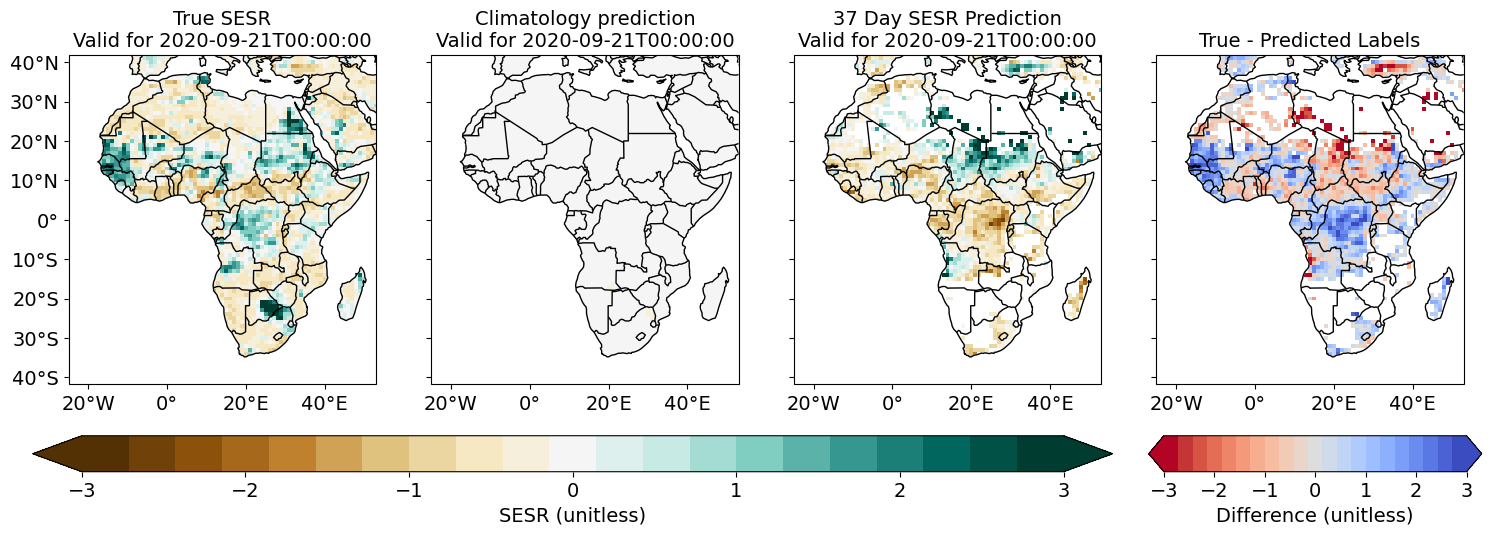 True SESR
Valid for 2020-09-21T00:00:00
Climatology prediction
Valid for 2020-09-21T00:00:00
37 Day SESR Prediction
Valid for 2020-09-21T00:00:00
True - Predicted Labels
40°N
30°N
20°N
10°N
0°
10°S
20°S
30°S
40°S
20°W 0° 20°E 40°E
20°W 0° 20°E 40°E
20°W 0° 20°E 40°E
20°W 0° 20°E 40°E
−3 −2 −1 0 1 2 3
SESR (unitless)
−3 −2 −1 0 1 2 3
Difference (unitless)